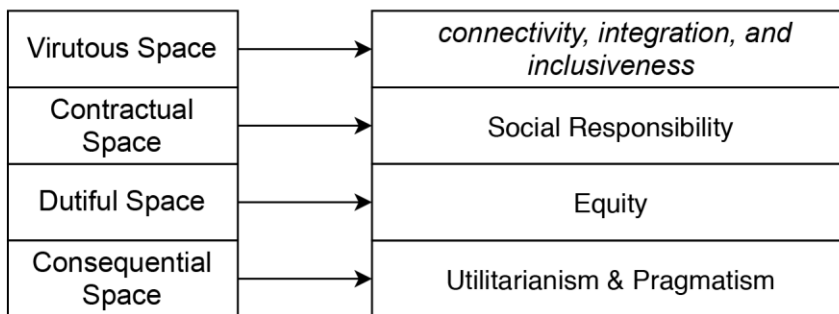 Virutous Space
connectivity, integration, and
inclusiveness
Contractual
Space
Social Responsibility
Dutiful Space
Equity
Consequential
Space
Utilitarianism & Pragmatism